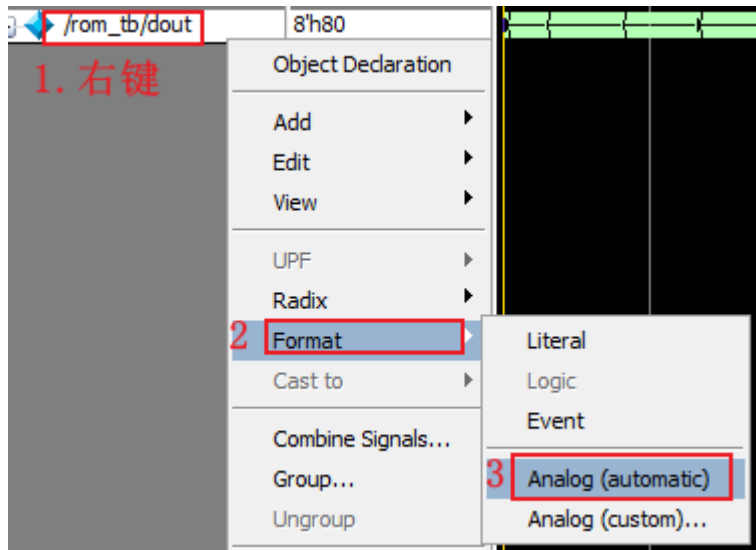 /rom_tb/dout 8'h80
1.右键
Object Declaration
Add
Edit
View
UPF
Radix
2 Format
Cast to
Combine Signals...
Group...
Ungroup
Literal
Logic
Event
3 Analog (automatic)
Analog (custom)...